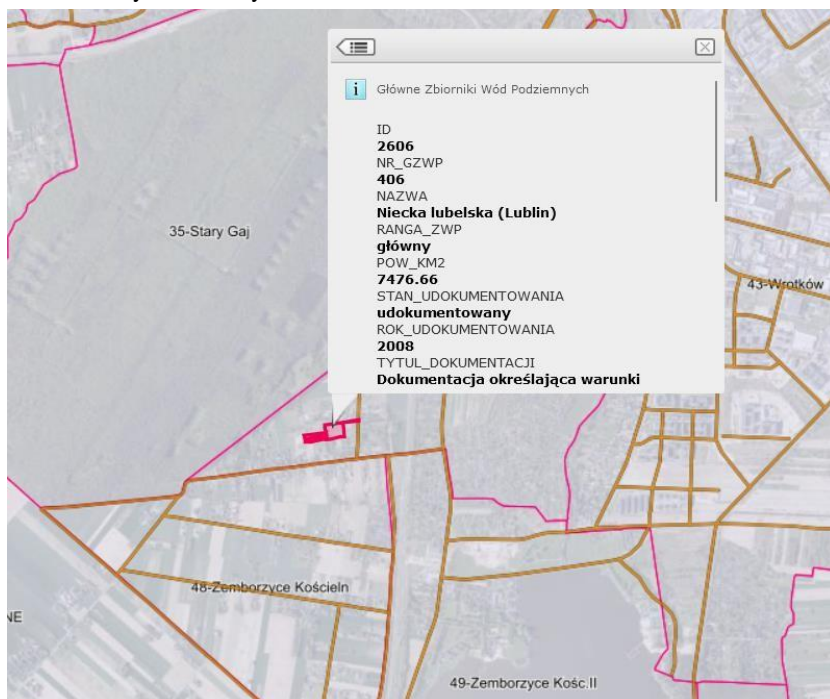 Główne Zbiorniki Wód Podziemnych
ID
2606
NR_GZWP
406
NAZWA
Niecka lubelska (Lublin)
RANGA_ZWP
główny
POW_KM2
7476.66
STAN_UDOKUMENTOWANIA
udokumentowany
ROK_UDOKUMENTOWANIA
2008
TYTUL_DOKUMENTACJI
Dokumentacja określająca warunki
35-Stary Gaj
43-Wrotków
48-Zemborzyce Kościeln
NE
49-Zemborzyce Kośc.II